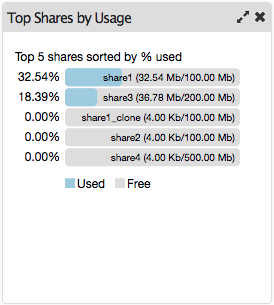 Top Shares by Usage
Top 5 shares sorted by % used
32.54% share1 (32.54 Mb/100.00 Mb)
18.39% share3 (36.78 Mb/200.00 Mb)
0.00% share1_clone (4.00 Kb/100.00 Mb)
0.00% share2 (4.00 Kb/100.00 Mb)
0.00% share4 (4.00 Kb/500.00 Mb)
Used Free